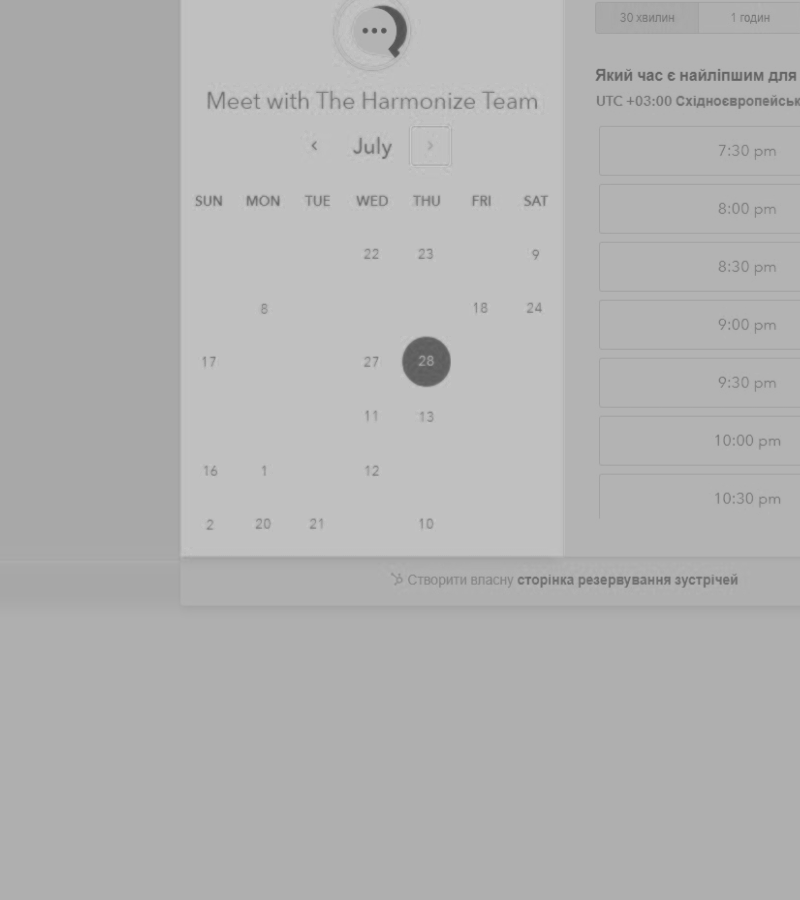 30 хвилин 1 годин
Meet with The Harmonize Team
Який час є найліпшим для
UTC +03:00 Східноєвропейськ
July
SUN MON TUE WED THU FRI SAT
22 23 9
8 18 24
17 27 28
11 13
16 1 12
2 20 21 10
7:30 pm
8:00 pm
8:30 pm
9:00 pm
9:30 pm
10:00 pm
10:30 pm
Створити власну сторінка резервування зустрічей